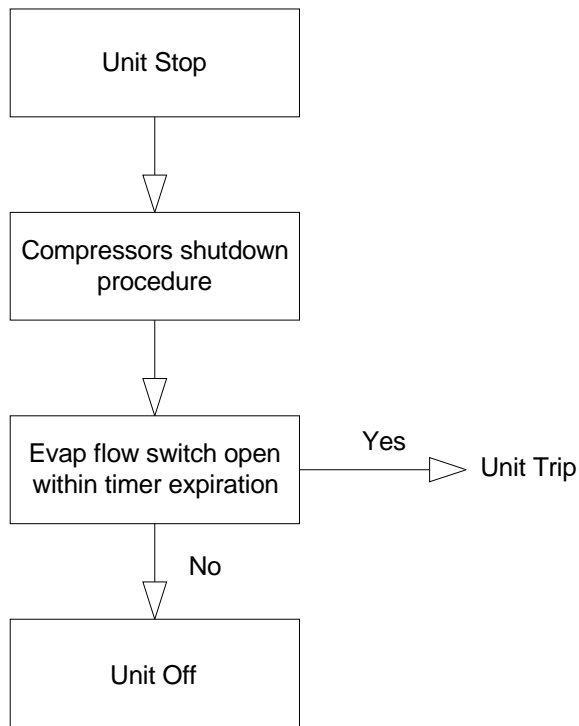 Unit Stop
Compressors shutdown
procedure
Evap flow switch open
within timer expiration
Yes
Unit Trip
No
Unit Off